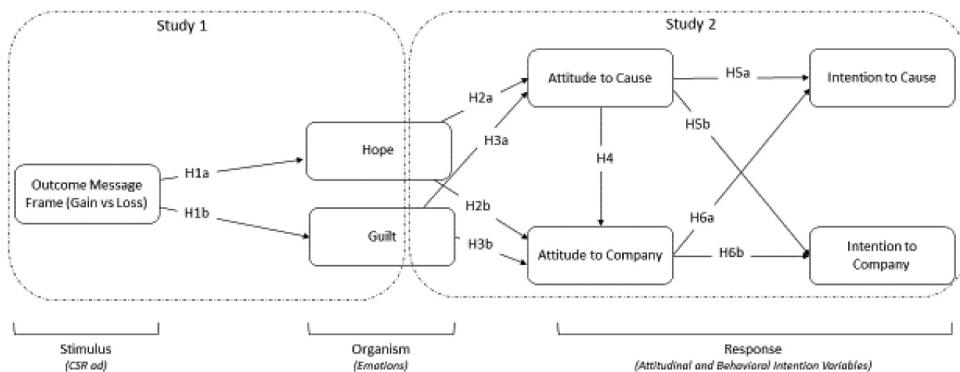 Study 1
Study 2
Attitude to Cause
H5a
Intention to Cause
H2a
H3a
H5b
Hope
H4
H1a
Outcome Message
Frame (Gain vs Loss)
H1b
H2b
H6a
Guilt
H3b
Attitude to Company
H6b
Intention to
Company
Stimulus
(CSR ad)
Organism
(Emotions)
Response
(Attitudinal and Behavioral Intention Variables)